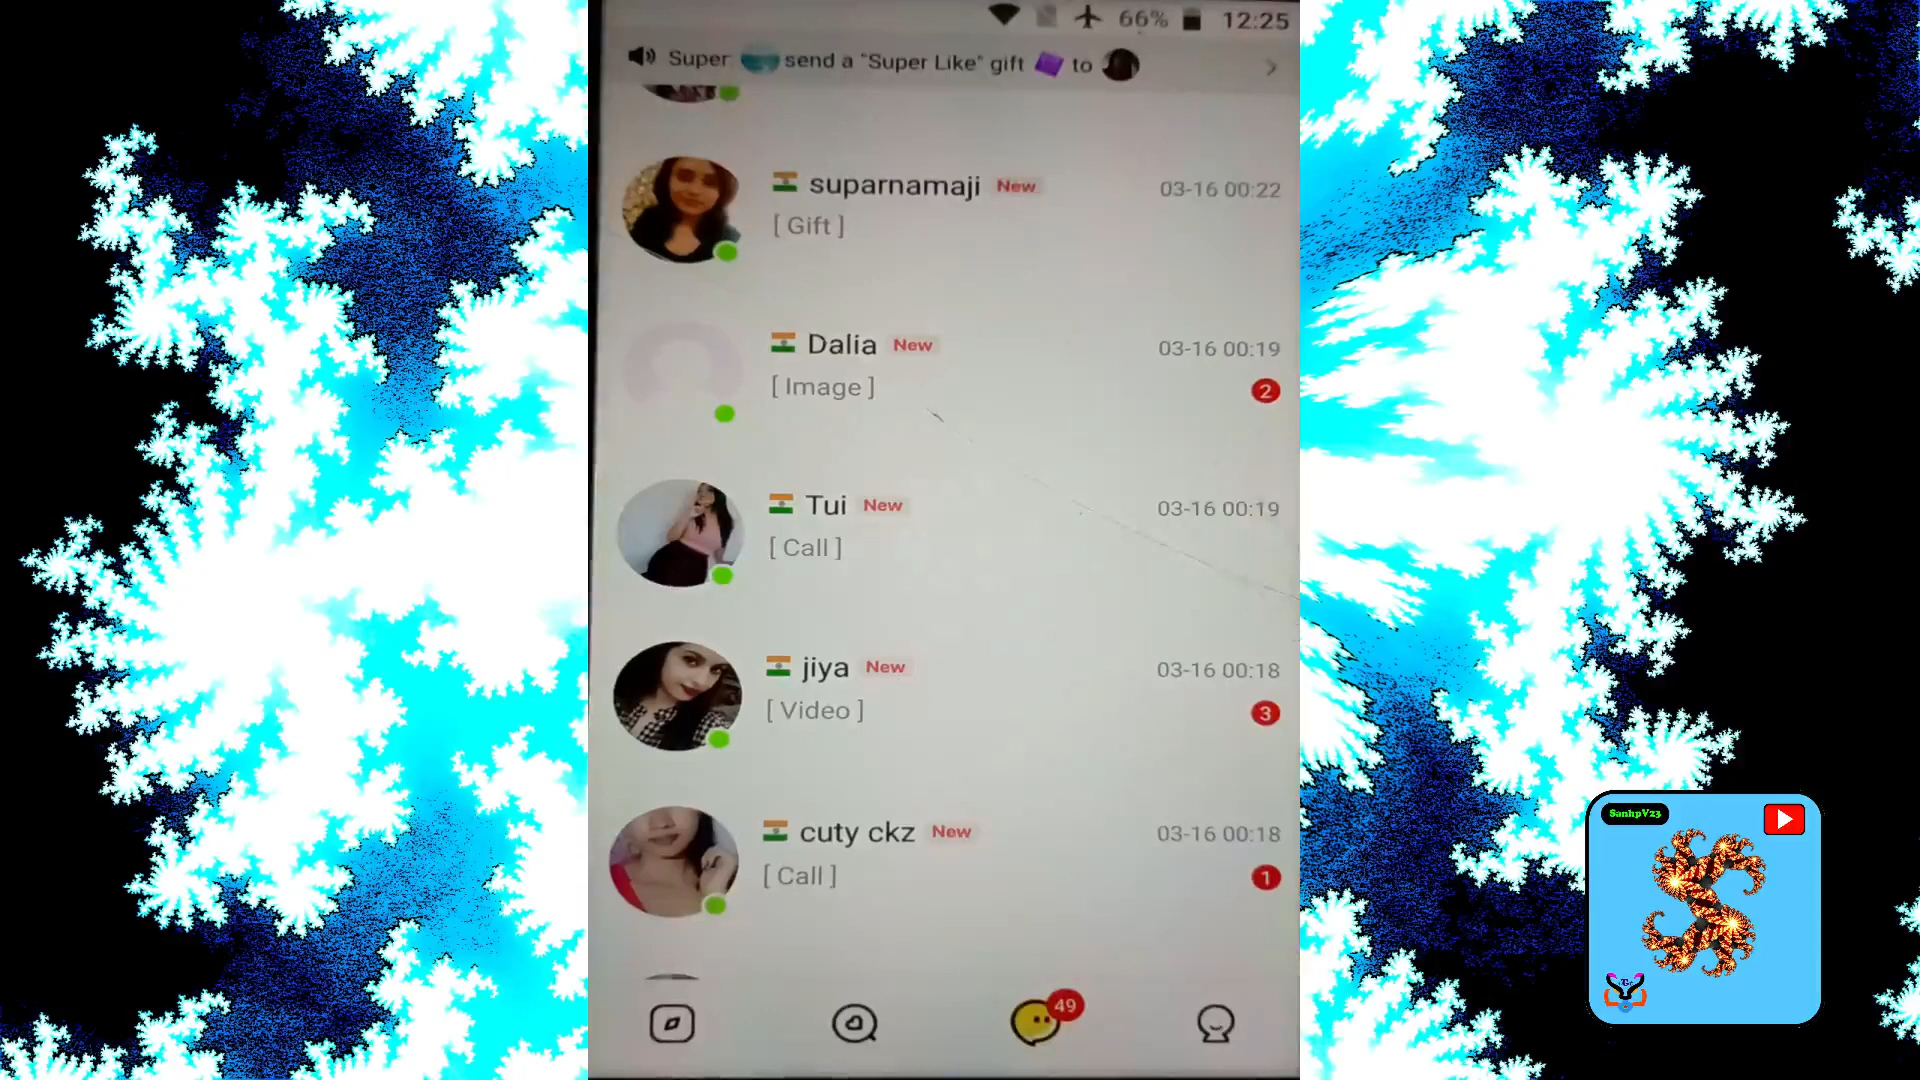 66% 12:25
Super send a "Super Like" gift to
suparnamaji New 03-16 00:22
[ Gift ]
Dalia New 03-16 00:19
[ Image ] 2
Tui New 03-16 00:19
[ Call ]
jiya New 03-16 00:18
[ Video ] 3
cuty ckz New 03-16 00:18
[ Call ] 1
49
SanhpV23